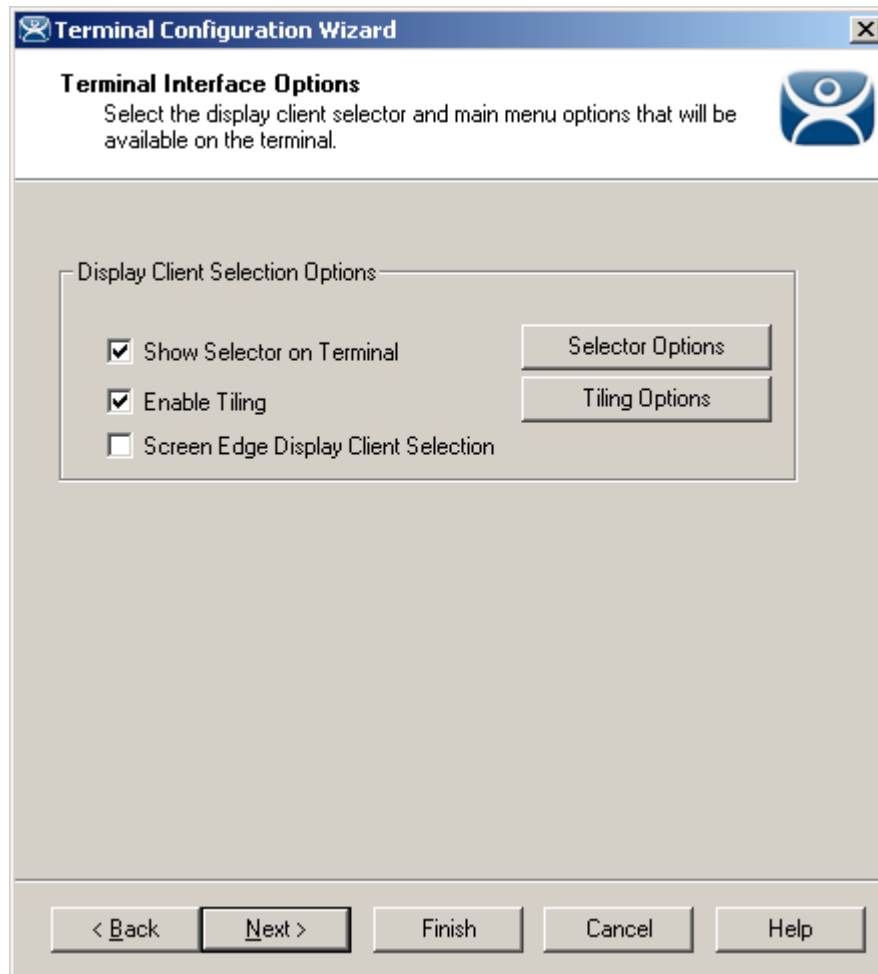 Terminal Configuration Wizard
Terminal Interface Options
Select the display client selector and main menu options that will be
available on the terminal.
Display Client Selection Options
Show Selector on Terminal
Selector Options
Enable Tiling
Tiling Options
Screen Edge Display Client Selection
< Back
Next >
Finish
Cancel
Help